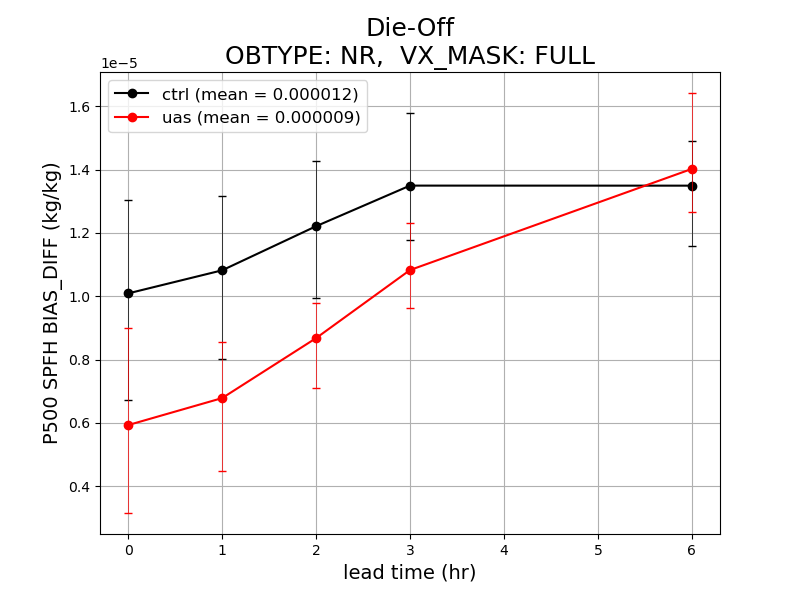 Die-Off
OBTYPE: NR,  VX_MASK: FULL
1e−5
ctrl (mean = 0.000012)
uas (mean = 0.000009)
1.6
1.4
1.2
1.0
0.8
0.6
0.4
P500 SPFH BIAS_DIFF (kg/kg)
0 1 2 3 4 5 6
lead time (hr)